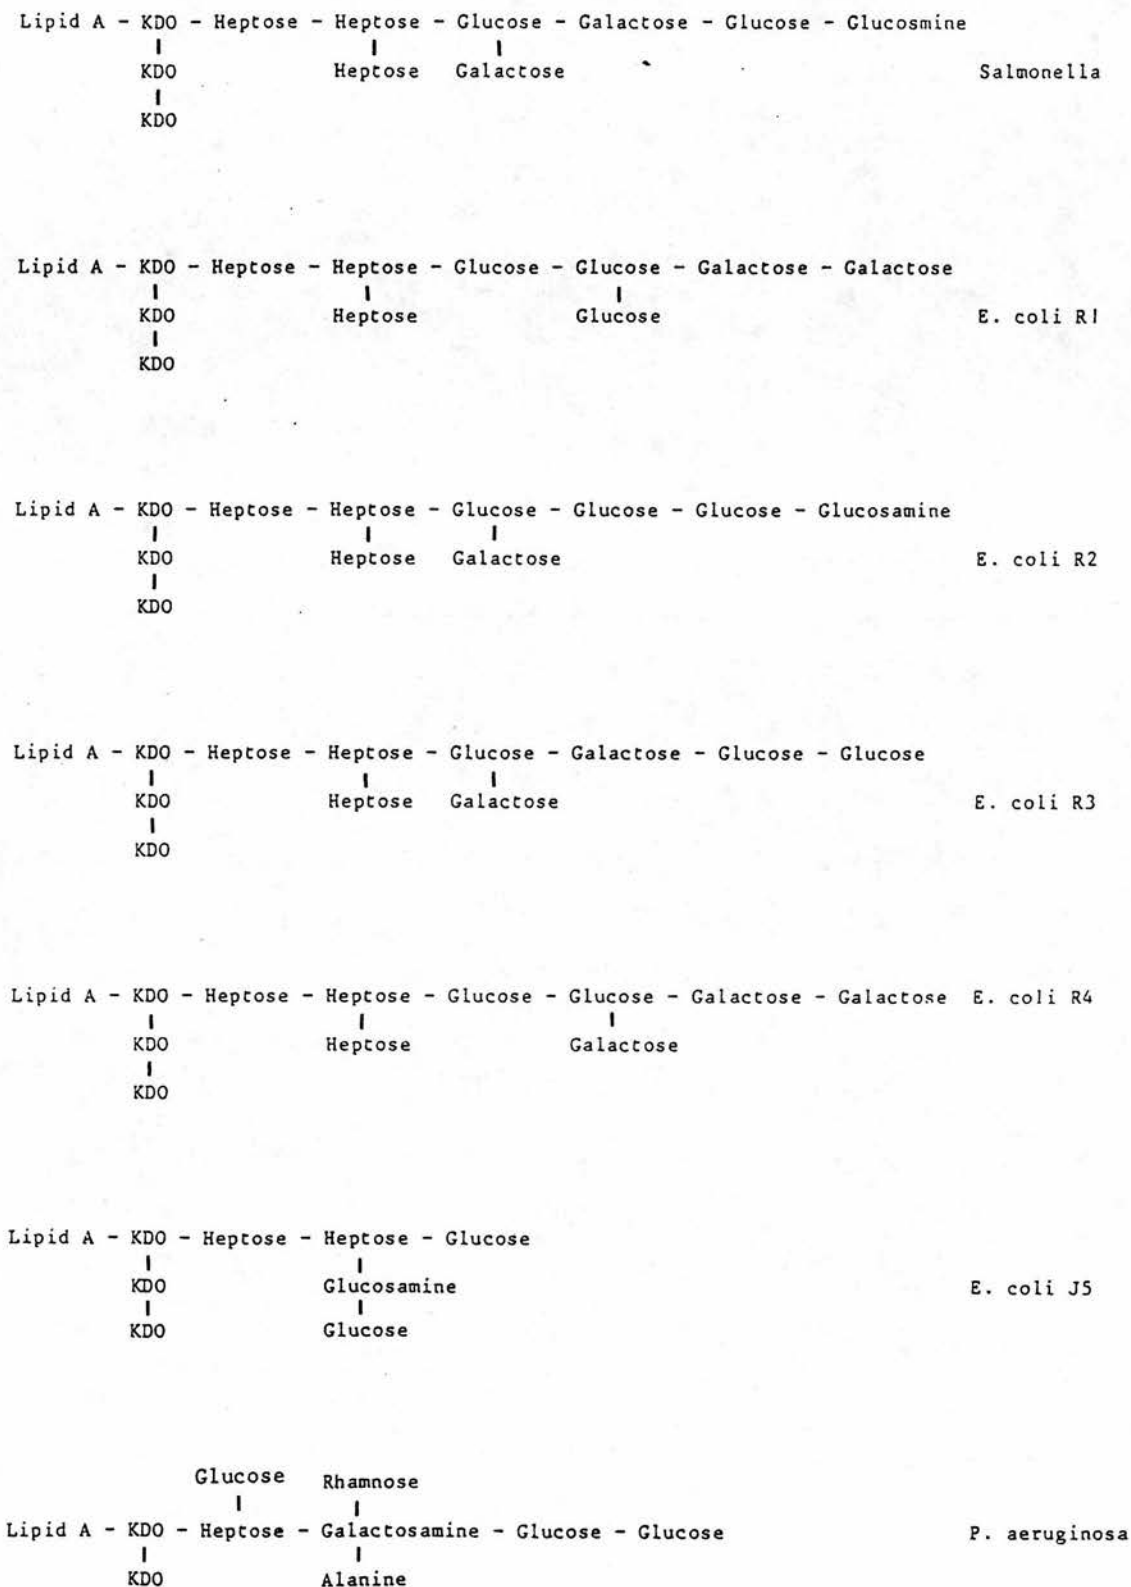 Lipid A - KDO - Heptose - Heptose - Glucose - Galactose - Glucose - Glucosmine
KDO Heptose Galactose Salmonella
KDO
Lipid A - KDO - Heptose - Heptose - Glucose - Glucose - Galactose - Galactose
KDO Heptose Glucose E. coli R1
KDO
Lipid A - KDO - Heptose - Heptose - Glucose - Glucose - Glucose - Glucosamine
KDO Heptose Galactose E. coli R2
KDO
Lipid A - KDO - Heptose - Heptose - Glucose - Galactose - Glucose - Glucose
KDO Heptose Galactose E. coli R3
KDO
Lipid A - KDO - Heptose - Heptose - Glucose - Glucose - Galactose - Galactose E. coli R4
KDO Heptose Galactose
KDO
Lipid A - KDO - Heptose - Heptose - Glucose
KDO Glucosamine E. coli J5
KDO Glucose
Glucose Rhamnose
Lipid A - KDO - Heptose - Galactosamine - Glucose - Glucose P. aeruginosa
KDO Alanine